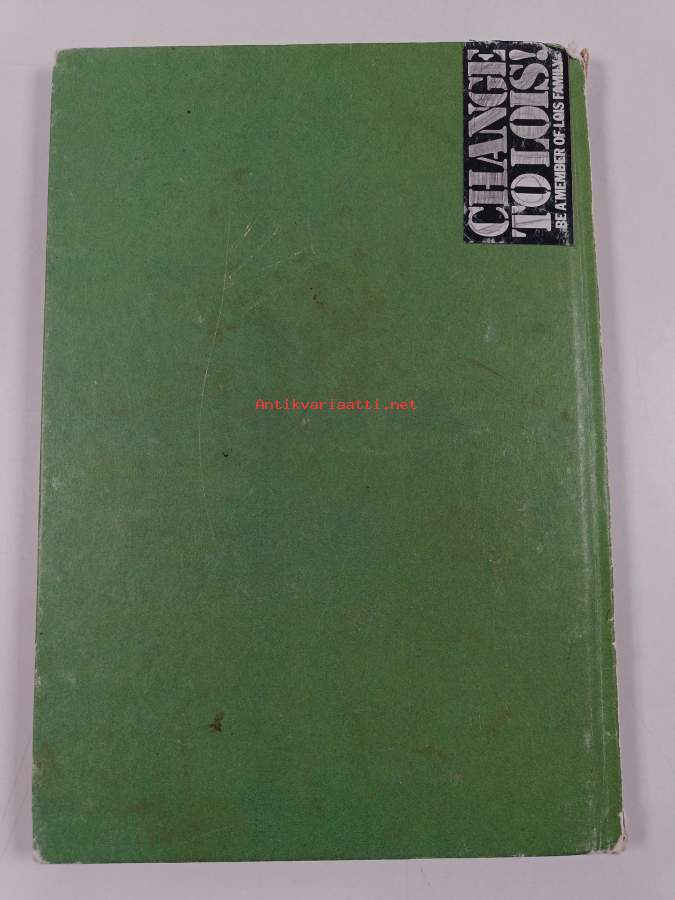 CHANGE
TO LOIS!
BE A MEMBER OF LOIS FAMILY
Antikvariaatti.net